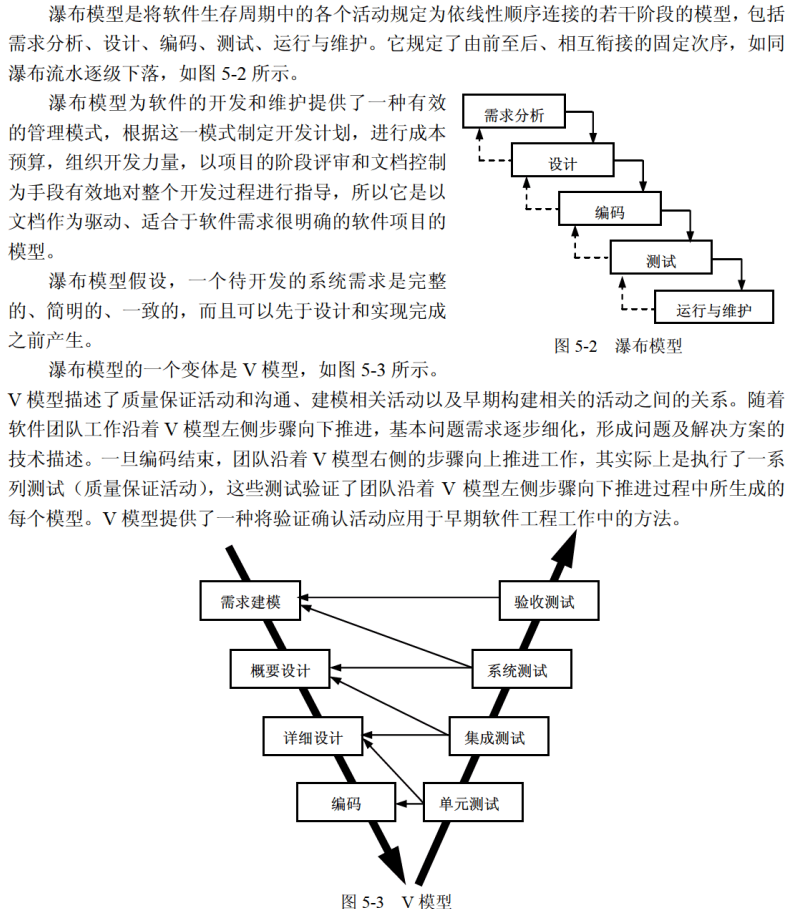 瀑布模型是将软件生存周期中的各个活动规定为依线性顺序连接的若干阶段的模型，包括
需求分析、设计、编码、测试、运行与维护。它规定了由前至后、相互衔接的固定次序，如同
瀑布流水逐级下落，如图 5-2 所示。
瀑布模型为软件的开发和维护提供了一种有效
的管理模式，根据这一模式制定开发计划，进行成本
预算，组织开发力量，以项目的阶段评审和文档控制
为手段有效地对整个开发过程进行指导，所以它是以
文档作为驱动、适合于软件需求很明确的软件项目的
模型。
瀑布模型假设，一个待开发的系统需求是完整
的、简明的、一致的，而且可以先于设计和实现完成
之前产生。
瀑布模型的一个变体是 V 模型，如图 5-3 所示。
需求分析
设计
编码
测试
运行与维护
图 5-2 瀑布模型
V 模型描述了质量保证活动和沟通、建模相关活动以及早期构建相关的活动之间的关系。随着
软件团队工作沿着 V 模型左侧步骤向下推进，基本问题需求逐步细化，形成问题及解决方案的
技术描述。一旦编码结束，团队沿着 V 模型右侧的步骤向上推进工作，其实际上是执行了一系
列测试（质量保证活动），这些测试验证了团队沿着 V 模型左侧步骤向下推进过程中所生成的
每个模型。V 模型提供了一种将验证确认活动应用于早期软件工程工作中的方法。
需求建模
验收测试
概要设计
系统测试
详细设计
集成测试
编码
单元测试
图 5-3 V 模型